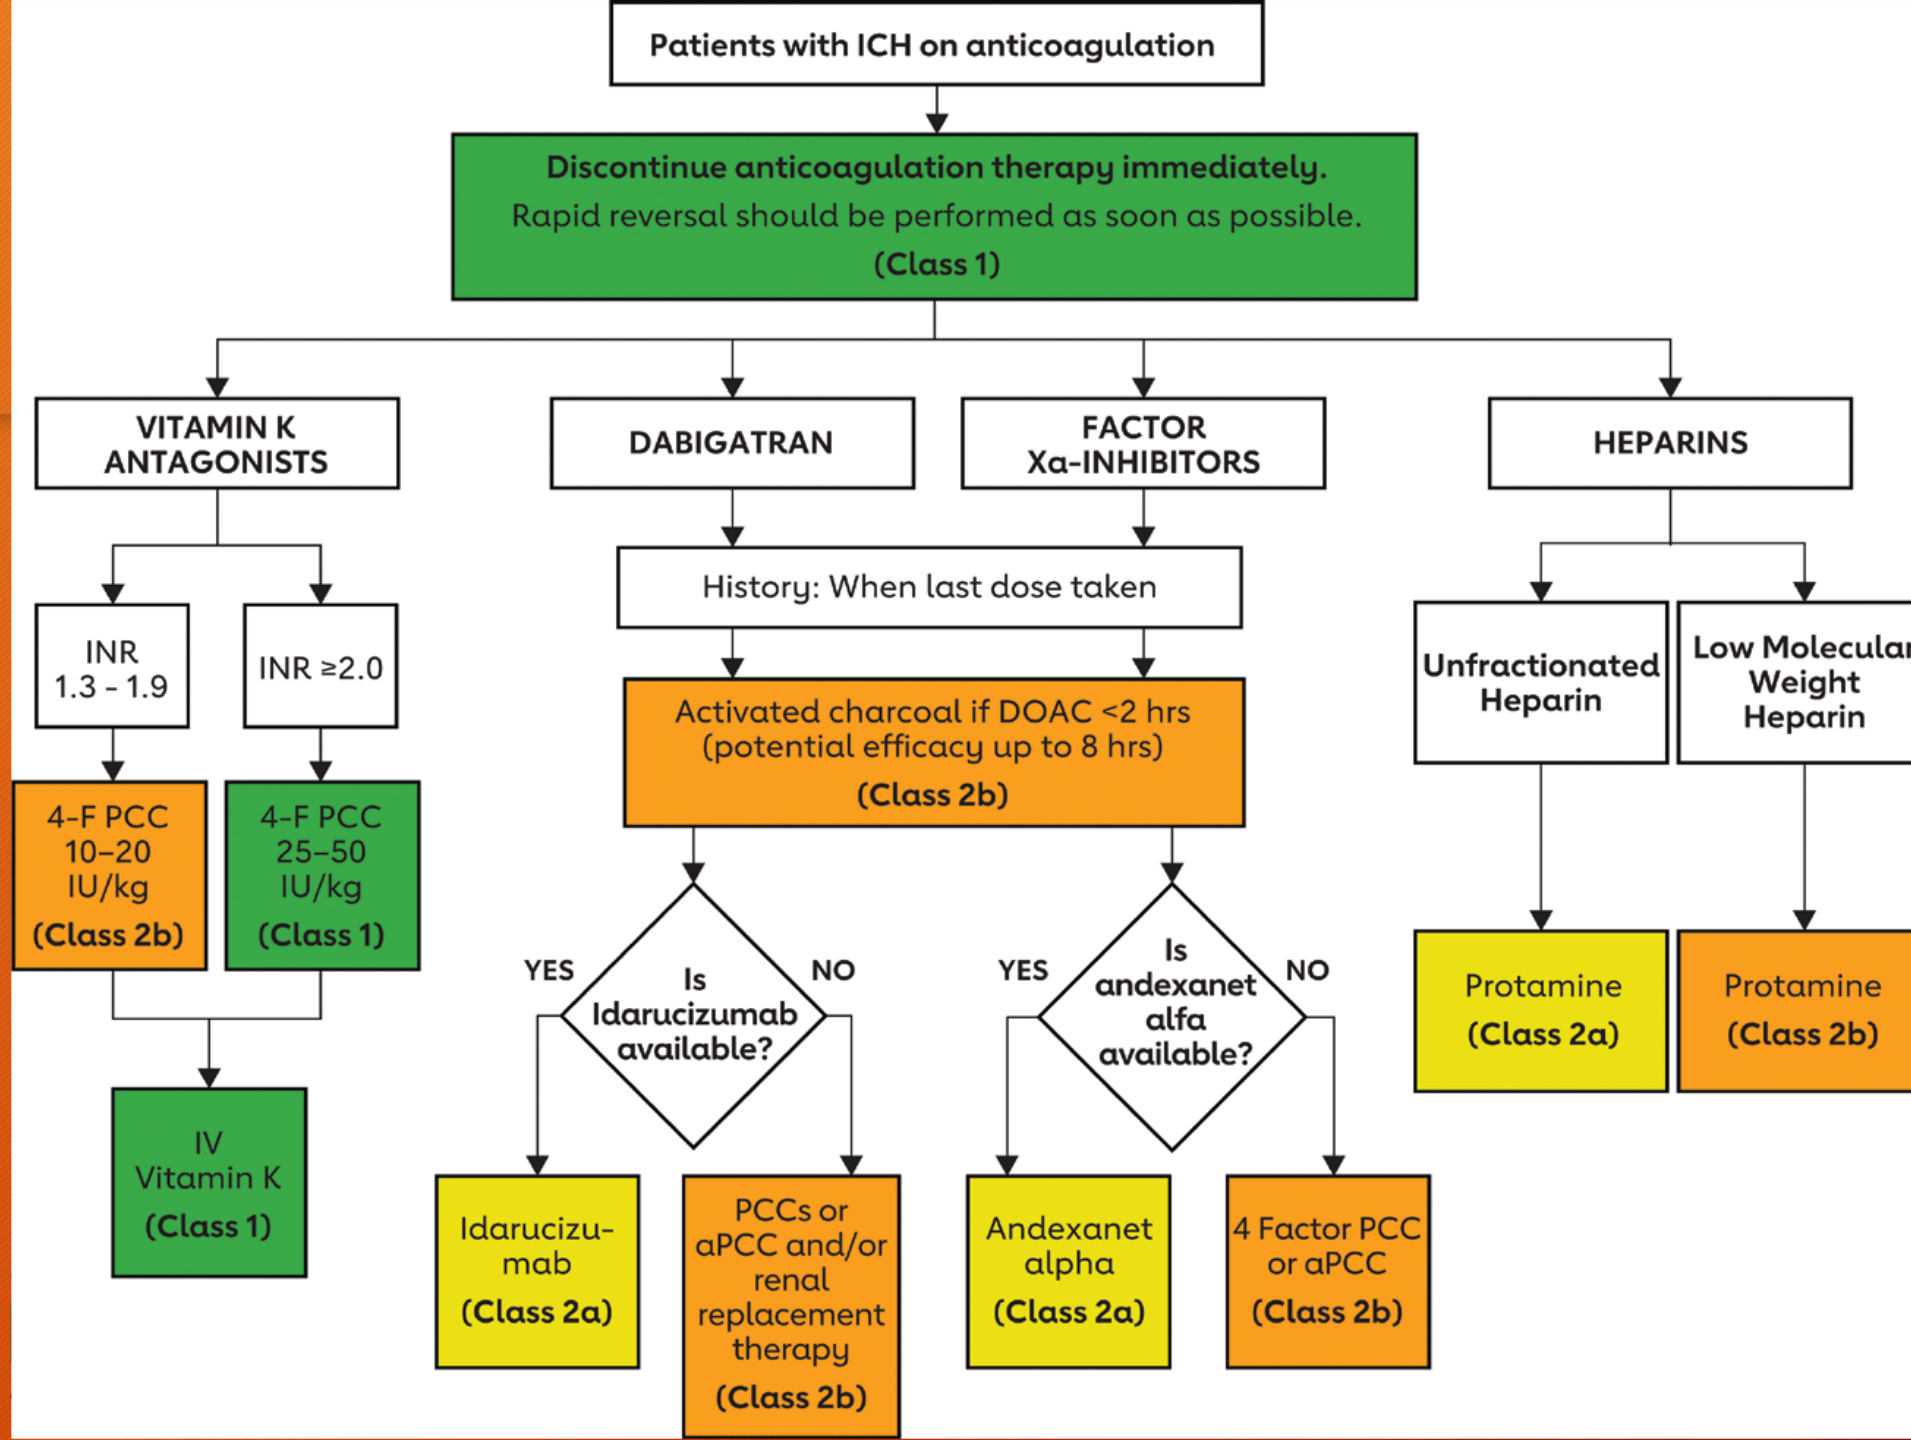 Patients with ICH on anticoagulation
Discontinue anticoagulation therapy immediately.
Rapid reversal should be performed as soon as possible.
(Class 1)
VITAMIN K
ANTAGONISTS
DABIGATRAN
FACTOR
Xa-INHIBITORS
HEPARINS
INR
1.3 - 1.9
INR ≥2.0
History: When last dose taken
Unfractionated
Heparin
Low Molecular
Weight
Heparin
Activated charcoal if DOAC <2 hrs
(potential efficacy up to 8 hrs)
(Class 2b)
4-F PCC
10–20
IU/kg
(Class 2b)
4-F PCC
25–50
IU/kg
(Class 1)
YES
Is
Idarucizumab
available?
NO
YES
Is
andexanet
alfa
available?
NO
Protamine
(Class 2a)
Protamine
(Class 2b)
IV
Vitamin K
(Class 1)
Idarucizu-
mab
(Class 2a)
PCCs or
aPCC and/or
renal
replacement
therapy
(Class 2b)
Andexanet
alpha
(Class 2a)
4 Factor PCC
or aPCC
(Class 2b)